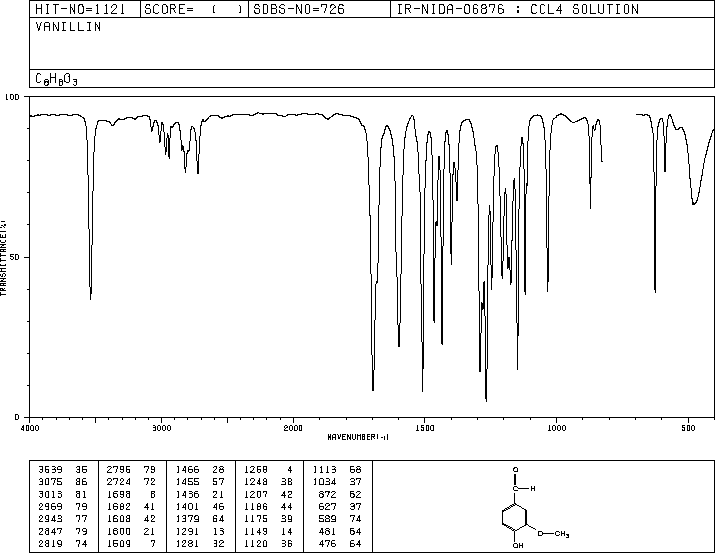 HIT-NO=1121 SCORE= ( ) SDBS-NO=726 IR-NIDA-06876 : CCL4 SOLUTION
VANILLIN
C8H8O3
100
50
0
TRANSMITTANCE(%)
4000 3000 2000 1500 1000 500
WAVENUMBER(-1)
3539 35 2796 79 1466 28 1268 4 1113 68
3075 86 2724 72 1455 57 1248 38 1034 37
3013 81 1698 8 1436 21 1207 42 872 62
2969 79 1682 41 1401 46 1186 44 627 37
2943 77 1608 42 1379 64 1175 39 589 74
2847 79 1600 21 1291 13 1149 14 481 64
2819 74 1509 7 1281 32 1120 36 476 64
O
C—H
O—CH3
OH